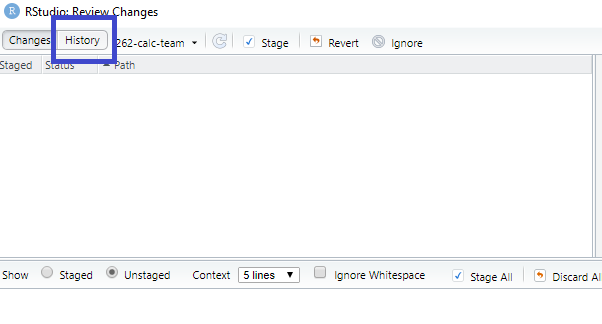 R RStudio: Review Changes
Changes History 262-calc-team Stage Revert Ignore
Staged Status Path
Show Staged Unstaged Context 5 lines Ignore Whitespace Stage All Discard Al